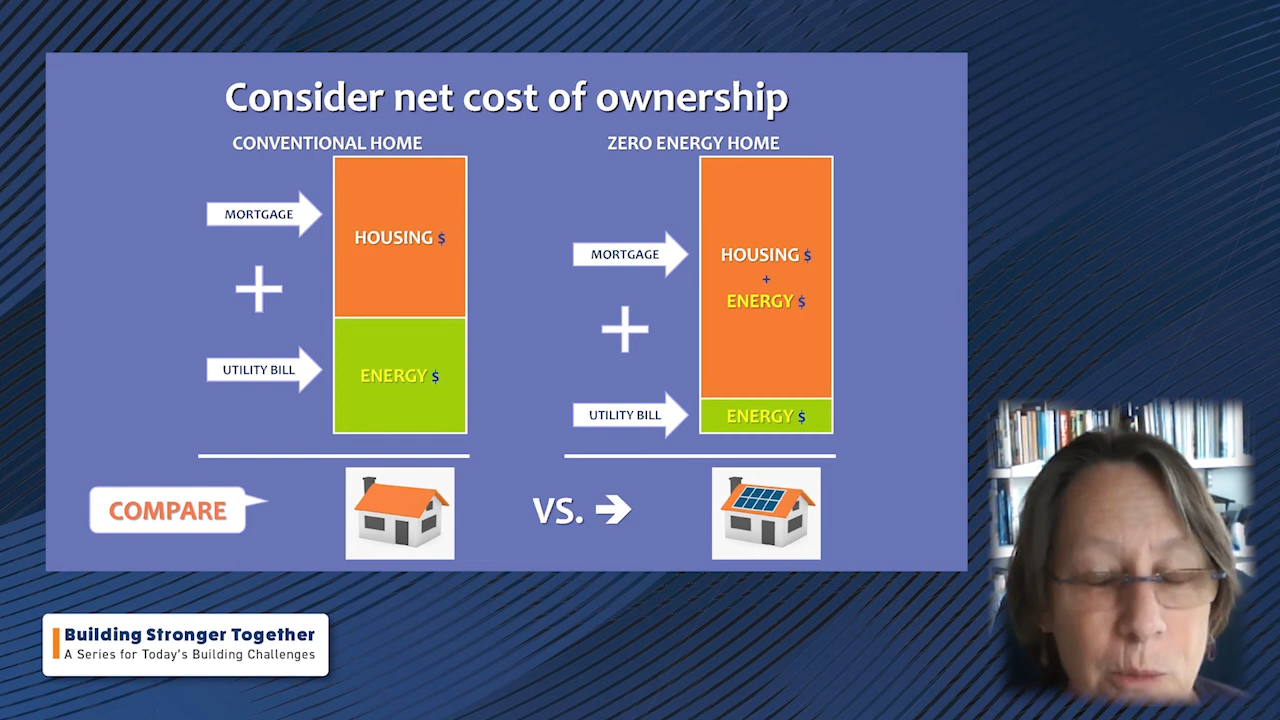 Consider net cost of ownership
CONVENTIONAL HOME
MORTGAGE
HOUSING $
UTILITY BILL
ENERGY $
ZERO ENERGY HOME
MORTGAGE
HOUSING $
+
ENERGY $
UTILITY BILL
ENERGY $
COMPARE
VS.
Building Stronger Together
A Series for Today's Building Challenges